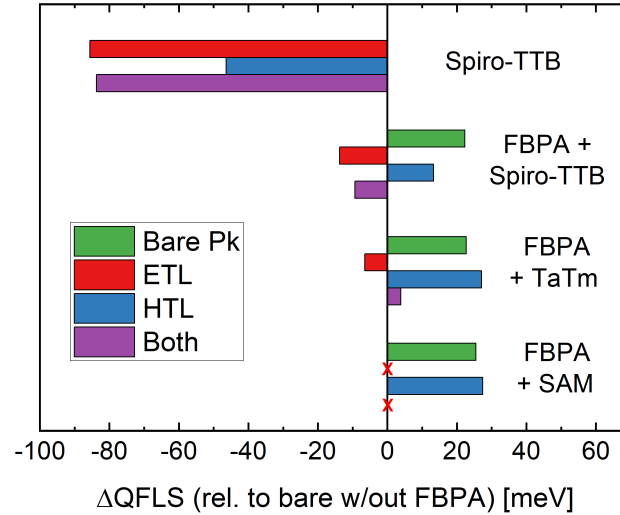 Spiro-TTB
FBPA +
Spiro-TTB
Bare Pk
ETL
HTL
Both
FBPA
+ TaTm
FBPA
+ SAM
x
x
-100 -80 -60 -40 -20 0 20 40 60
ΔQFLS (rel. to bare w/out FBPA) [meV]